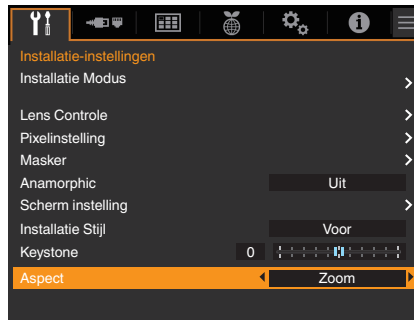 Installatie-instellingen
Installatie Modus
Lens Controle
Pixelinstelling
Masker
Anamorphic Uit
Scherm instelling
Installatie Stijl Voor
Keystone 0
Aspect Zoom